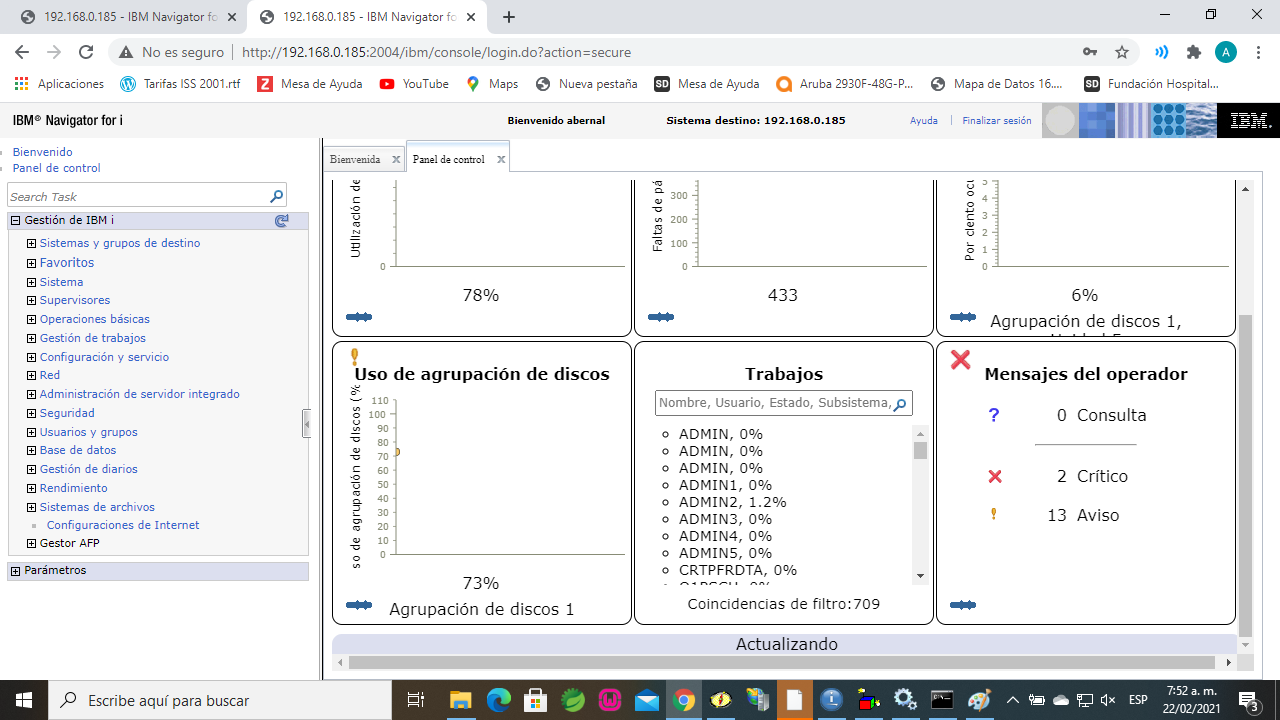 192.168.0.185 - IBM Navigator fo
192.168.0.185 - IBM Navigator fo
No es seguro
http://192.168.0.185:2004/ibm/console/login.do?action=secure
A
Aplicaciones
Tarifas ISS 2001.rtf
Mesa de Ayuda
YouTube
Maps
Nueva pestaña
Mesa de Ayuda
Aruba 2930F-48G-P...
Mapa de Datos 16....
Fundación Hospital...
IBM® Navigator for i
Bienvenido abernal
Sistema destino: 192.168.0.185
Ayuda
Finalizar sesión
IBM.
Bienvenido
Panel de control
Search Task
Gestión de IBM i
Sistemas y grupos de destino
Favoritos
Sistema
Supervisores
Operaciones básicas
Gestión de trabajos
Configuración y servicio
Red
Administración de servidor integrado
Seguridad
Usuarios y grupos
Base de datos
Gestión de diarios
Rendimiento
Sistemas de archivos
Configuraciones de Internet
Gestor AFP
Parámetros
Bienvenida
Panel de control
Utilización de
0
78%
Faltas de pá
300
200
100
0
433
Por ciento ocu
5
4
3
2
1
0
6%
Agrupación de discos 1,
Uso de agrupación de discos
so de agrupación de discos (%
110
100
90
80
70
60
50
40
30
20
10
0
73%
Agrupación de discos 1
Trabajos
Nombre, Usuario, Estado, Subsistema,
ADMIN, 0%
ADMIN, 0%
ADMIN, 0%
ADMIN1, 0%
ADMIN2, 1.2%
ADMIN3, 0%
ADMIN4, 0%
ADMIN5, 0%
CRTPFRDTA, 0%
Coincidencias de filtro:709
Mensajes del operador
? 0 Consulta
2 Crítico
13 Aviso
Actualizando
Escribe aquí para buscar
ESP
7:52 a. m.
22/02/2021
3